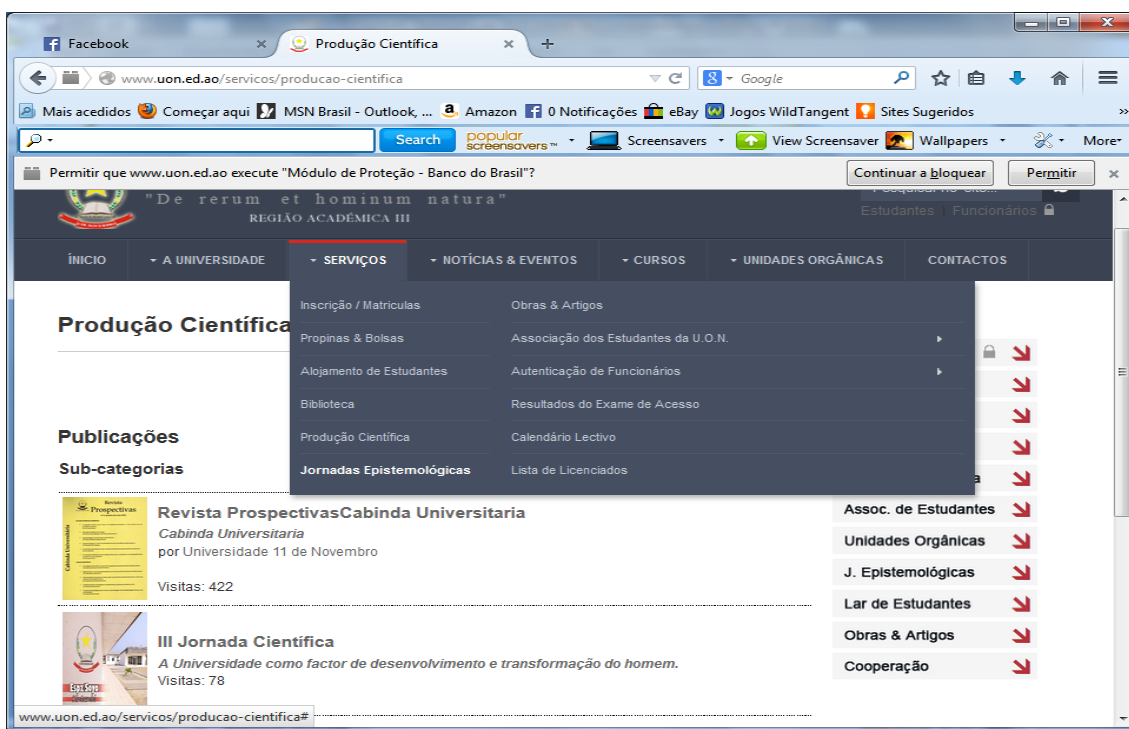 Facebook
Produção Científica
www.uon.ed.ao/servicos/producao-cientifica
Google
Mais acedidos Começar aqui MSN Brasil - Outlook, ... Amazon 0 Notificações eBay Jogos WildTangent Sites Sugeridos »
Search popular screensavers™ Screensavers View Screensaver Wallpapers More
Permitir que www.uon.ed.ao execute "Módulo de Proteção - Banco do Brasil"? Continuar a bloquear Permitir
"De rerum et hominum natura"
REGIÃO ACADÉMICA III
Estudantes | Funcionários
ÍNICIO A UNIVERSIDADE SERVIÇOS NOTÍCIAS & EVENTOS CURSOS UNIDADES ORGÂNICAS CONTACTOS
Inscrição / Matriculas Obras & Artigos
Produção Científica
Propinas & Bolsas Associação dos Estudantes da U.O.N.
Alojamento de Estudantes Autenticação de Funcionários
Biblioteca Resultados do Exame de Acesso
Publicações
Produção Científica Calendário Lectivo
Sub-categorias
Jornadas Epistemológicas Lista de Licenciados
Revista Prospectivas
Cabinda Universitária
Revista ProspectivasCabinda Universitaria
Cabinda Universitaria
por Universidade 11 de Novembro
Visitas: 422
III Jornada Científica
A Universidade como factor de desenvolvimento e transformação do homem.
Visitas: 78
Assoc. de Estudantes
Unidades Orgânicas
J. Epistemológicas
Lar de Estudantes
Obras & Artigos
Cooperação
www.uon.ed.ao/servicos/producao-cientifica#